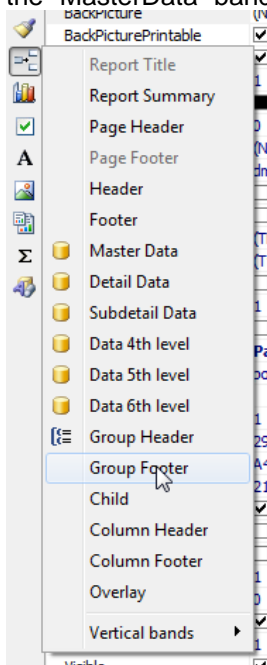 the MasterData band
BackPicture
BackPicturePrintable
Report Title
Report Summary
Page Header
Page Footer
A
Header
Footer
Σ
Master Data
Detail Data
Subdetail Data
Data 4th level
Data 5th level
Data 6th level
Group Header
Group Footer
Child
Column Header
Column Footer
Overlay
Vertical bands
Visible